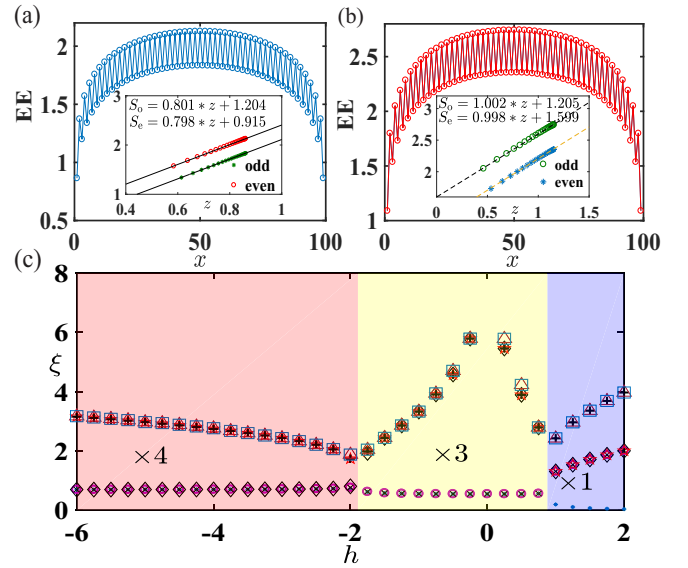 (a)
(b)
EE
2
1.5
1
0.5
0
50
100
x
S_o = 0.801 * z + 1.204
S_e = 0.798 * z + 0.915
2
1
0.4
0.6
0.8
1
z
odd
even
EE
2.5
2
1.5
1
0
50
100
x
S_o = 1.002 * z + 1.205
S_e = 0.998 * z + 1.599
3
2
0
0.5
1
1.5
z
odd
even
(c)
ξ
8
6
4
2
0
×4
×3
×1
-6
-4
-2
0
2
h